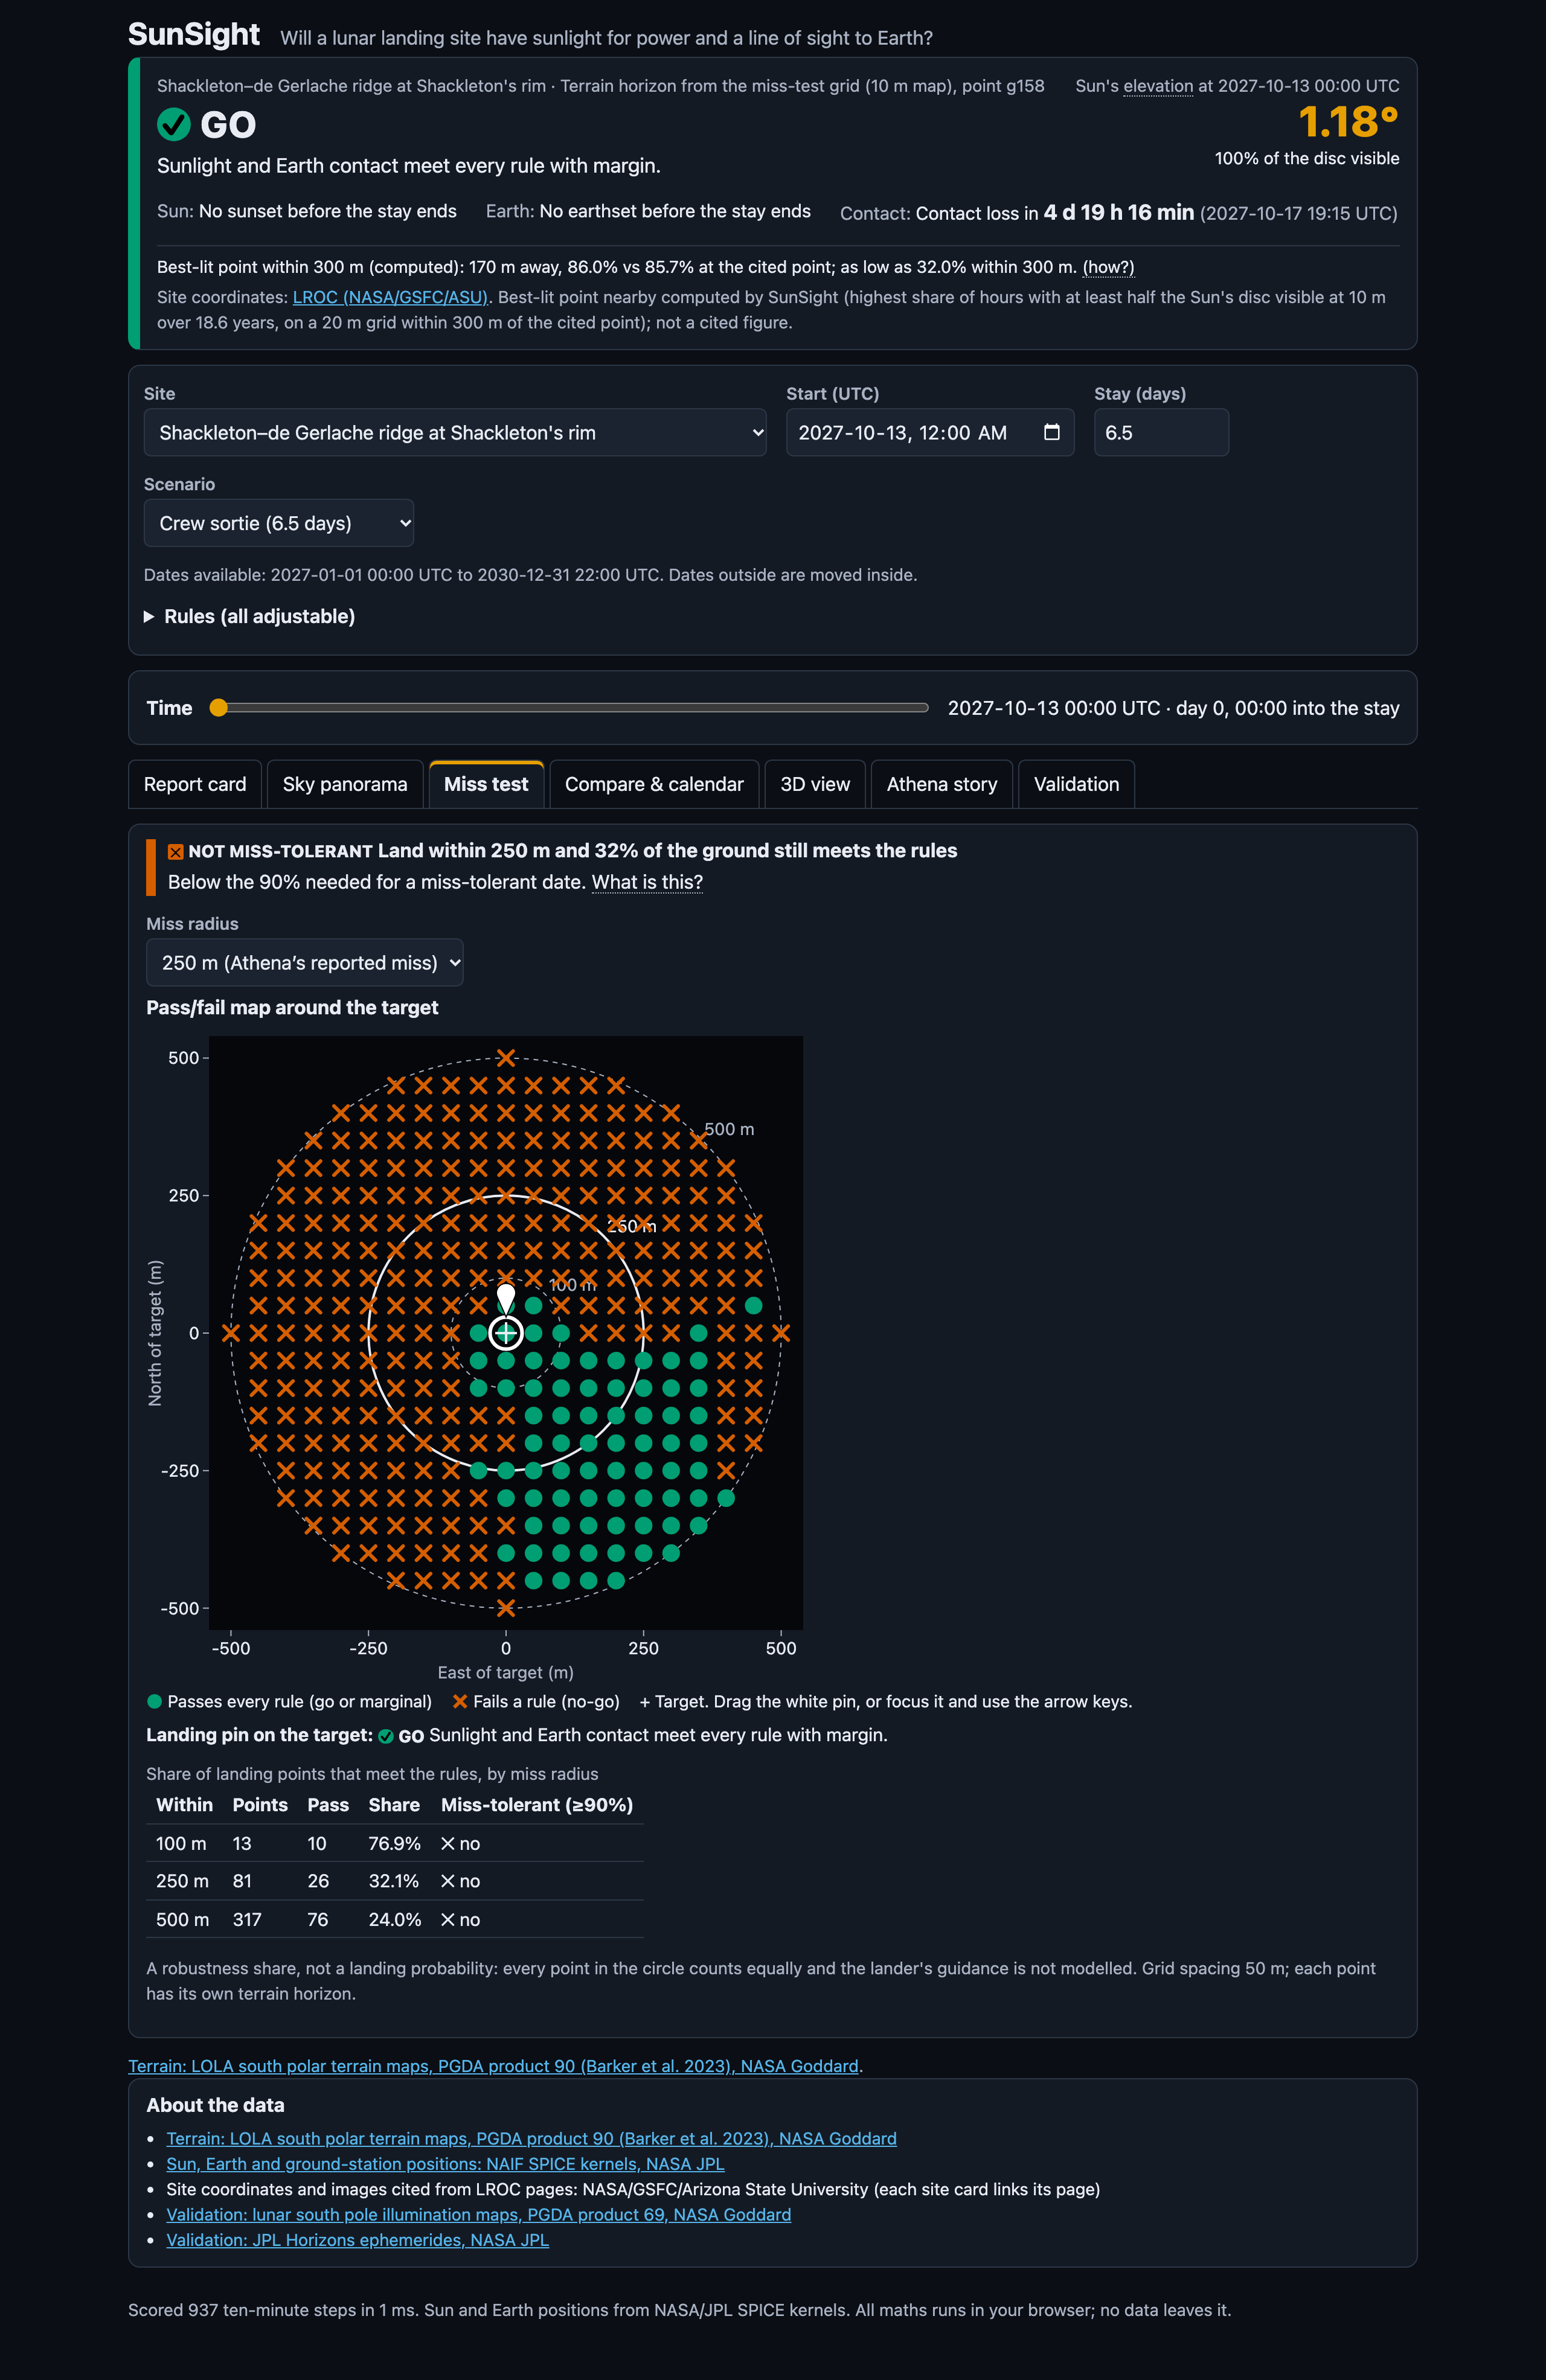 SunSight Will a lunar landing site have sunlight for power and a line of sight to Earth?
Shackleton–de Gerlache ridge at Shackleton's rim · Terrain horizon from the miss-test grid (10 m map), point g158
Sun's elevation at 2027-10-13 00:00 UTC
GO
1.18°
Sunlight and Earth contact meet every rule with margin.
100% of the disc visible
Sun: No sunset before the stay ends Earth: No earthset before the stay ends Contact: Contact loss in 4 d 19 h 16 min (2027-10-17 19:15 UTC)
Best-lit point within 300 m (computed): 170 m away, 86.0% vs 85.7% at the cited point; as low as 32.0% within 300 m. (how?)
Site coordinates: LROC (NASA/GSFC/ASU). Best-lit point nearby computed by SunSight (highest share of hours with at least half the Sun's disc visible at 10 m
over 18.6 years, on a 20 m grid within 300 m of the cited point); not a cited figure.
Site
Start (UTC)
Stay (days)
Shackleton–de Gerlache ridge at Shackleton's rim
2027-10-13, 12:00 AM
6.5
Scenario
Crew sortie (6.5 days)
Dates available: 2027-01-01 00:00 UTC to 2030-12-31 22:00 UTC. Dates outside are moved inside.
Rules (all adjustable)
Time
2027-10-13 00:00 UTC · day 0, 00:00 into the stay
Report card
Sky panorama
Miss test
Compare & calendar
3D view
Athena story
Validation
NOT MISS-TOLERANT Land within 250 m and 32% of the ground still meets the rules
Below the 90% needed for a miss-tolerant date. What is this?
Miss radius
250 m (Athena’s reported miss)
Pass/fail map around the target
500
500 m
250
250 m
100 m
0
-250
-500
North of target (m)
-500 -250 0 250 500
East of target (m)
Passes every rule (go or marginal) Fails a rule (no-go) + Target. Drag the white pin, or focus it and use the arrow keys.
Landing pin on the target: GO Sunlight and Earth contact meet every rule with margin.
Share of landing points that meet the rules, by miss radius
Within Points Pass Share Miss-tolerant (≥90%)
100 m 13 10 76.9% ✕ no
250 m 81 26 32.1% ✕ no
500 m 317 76 24.0% ✕ no
A robustness share, not a landing probability: every point in the circle counts equally and the lander's guidance is not modelled. Grid spacing 50 m; each point
has its own terrain horizon.
Terrain: LOLA south polar terrain maps, PGDA product 90 (Barker et al. 2023), NASA Goddard.
About the data
• Terrain: LOLA south polar terrain maps, PGDA product 90 (Barker et al. 2023), NASA Goddard
• Sun, Earth and ground-station positions: NAIF SPICE kernels, NASA JPL
• Site coordinates and images cited from LROC pages: NASA/GSFC/Arizona State University (each site card links its page)
• Validation: lunar south pole illumination maps, PGDA product 69, NASA Goddard
• Validation: JPL Horizons ephemerides, NASA JPL
Scored 937 ten-minute steps in 1 ms. Sun and Earth positions from NASA/JPL SPICE kernels. All maths runs in your browser; no data leaves it.